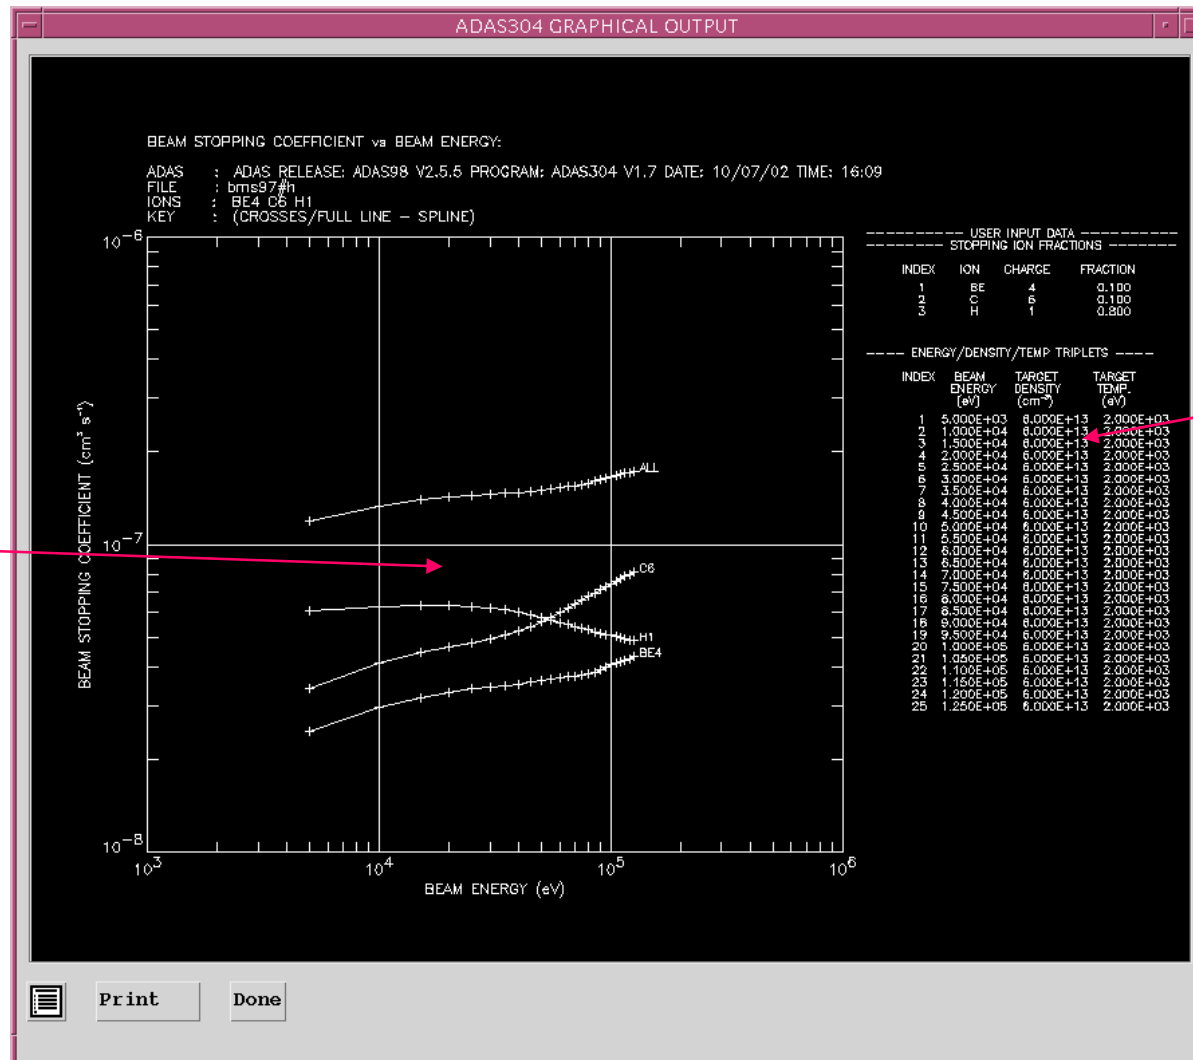 ADAS304 GRAPHICAL OUTPUT
BEAM STOPPING COEFFICIENT vs BEAM ENERGY:
ADAS : ADAS RELEASE: ADAS98 V2.5.5 PROGRAM: ADAS304 V1.7 DATE: 10/07/02 TIME: 16:09
FILE : bms97#h
IONS : BE4 C6 H1
KEY : (CROSSES/FULL LINE - SPLINE)
10⁻⁶
10⁻⁷
10⁻⁸
BEAM STOPPING COEFFICIENT (cm³ s⁻¹)
ALL
C6
H1
BE4
10³ 10⁴ 10⁵ 10⁶
BEAM ENERGY (eV)
---------- USER INPUT DATA ----------
-------- STOPPING ION FRACTIONS -------
INDEX ION CHARGE FRACTION
1 BE 4 0.100
2 C 6 0.100
3 H 1 0.800
---- ENERGY/DENSITY/TEMP TRIPLETS ----
INDEX BEAM TARGET TARGET
ENERGY DENSITY TEMP.
(eV) (cm⁻³) (eV)
1 5.000E+03 6.000E+13 2.000E+03
2 1.000E+04 6.000E+13 2.000E+03
3 1.500E+04 6.000E+13 2.000E+03
4 2.000E+04 6.000E+13 2.000E+03
5 2.500E+04 6.000E+13 2.000E+03
6 3.000E+04 6.000E+13 2.000E+03
7 3.500E+04 6.000E+13 2.000E+03
8 4.000E+04 6.000E+13 2.000E+03
9 4.500E+04 6.000E+13 2.000E+03
10 5.000E+04 6.000E+13 2.000E+03
11 5.500E+04 6.000E+13 2.000E+03
12 6.000E+04 6.000E+13 2.000E+03
13 6.500E+04 6.000E+13 2.000E+03
14 7.000E+04 6.000E+13 2.000E+03
15 7.500E+04 6.000E+13 2.000E+03
16 8.000E+04 6.000E+13 2.000E+03
17 8.500E+04 6.000E+13 2.000E+03
18 9.000E+04 6.000E+13 2.000E+03
19 9.500E+04 6.000E+13 2.000E+03
20 1.000E+05 6.000E+13 2.000E+03
21 1.050E+05 6.000E+13 2.000E+03
22 1.100E+05 6.000E+13 2.000E+03
23 1.150E+05 6.000E+13 2.000E+03
24 1.200E+05 6.000E+13 2.000E+03
25 1.250E+05 6.000E+13 2.000E+03
Print
Done